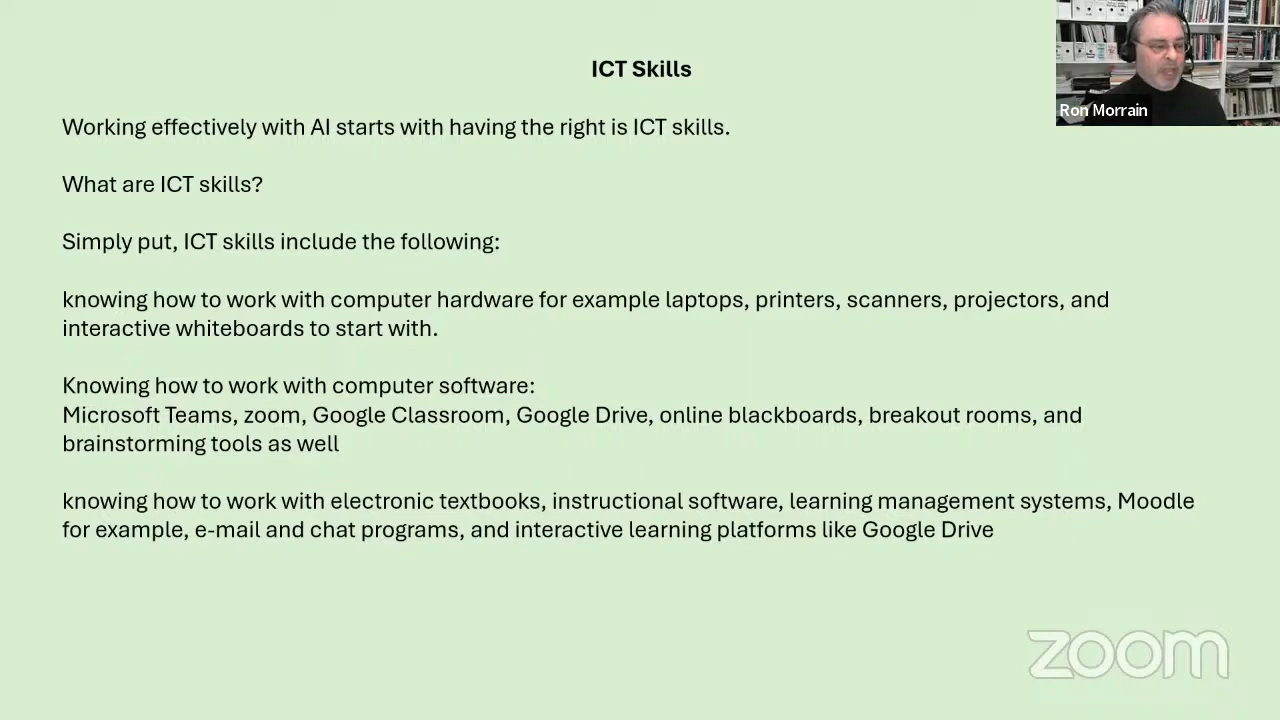 ICT Skills
Ron Morrain
Working effectively with AI starts with having the right is ICT skills.
What are ICT skills?
Simply put, ICT skills include the following:
knowing how to work with computer hardware for example laptops, printers, scanners, projectors, and
interactive whiteboards to start with.
Knowing how to work with computer software:
Microsoft Teams, zoom, Google Classroom, Google Drive, online blackboards, breakout rooms, and
brainstorming tools as well
knowing how to work with electronic textbooks, instructional software, learning management systems, Moodle
for example, e-mail and chat programs, and interactive learning platforms like Google Drive
zoom